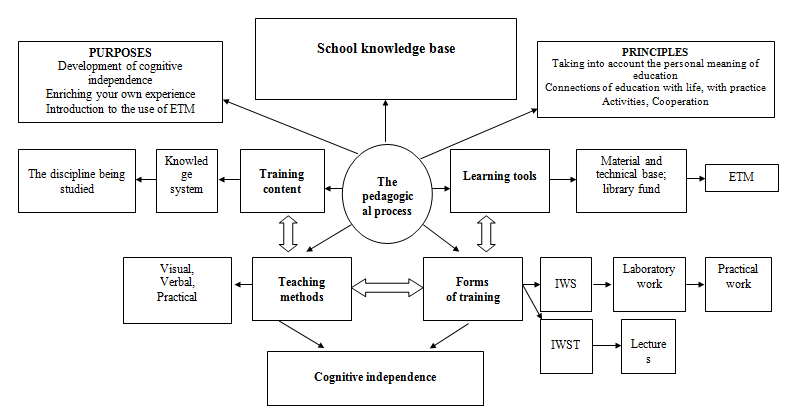 PURPOSES
Development of cognitive
independence
Enriching your own experience
Introduction to the use of ETM
School knowledge base
PRINCIPLES
Taking into account the personal meaning of
education
Connections of education with life, with practice
Activities, Cooperation
The discipline being
studied
Knowled
ge
system
Training
content
The
pedagogic
al process
Learning tools
Material and
technical base;
library fund
ETM
Visual,
Verbal,
Practical
Teaching
methods
Forms
of training
IWS
Laboratory
work
Practical
work
IWST
Lecture
s
Cognitive independence